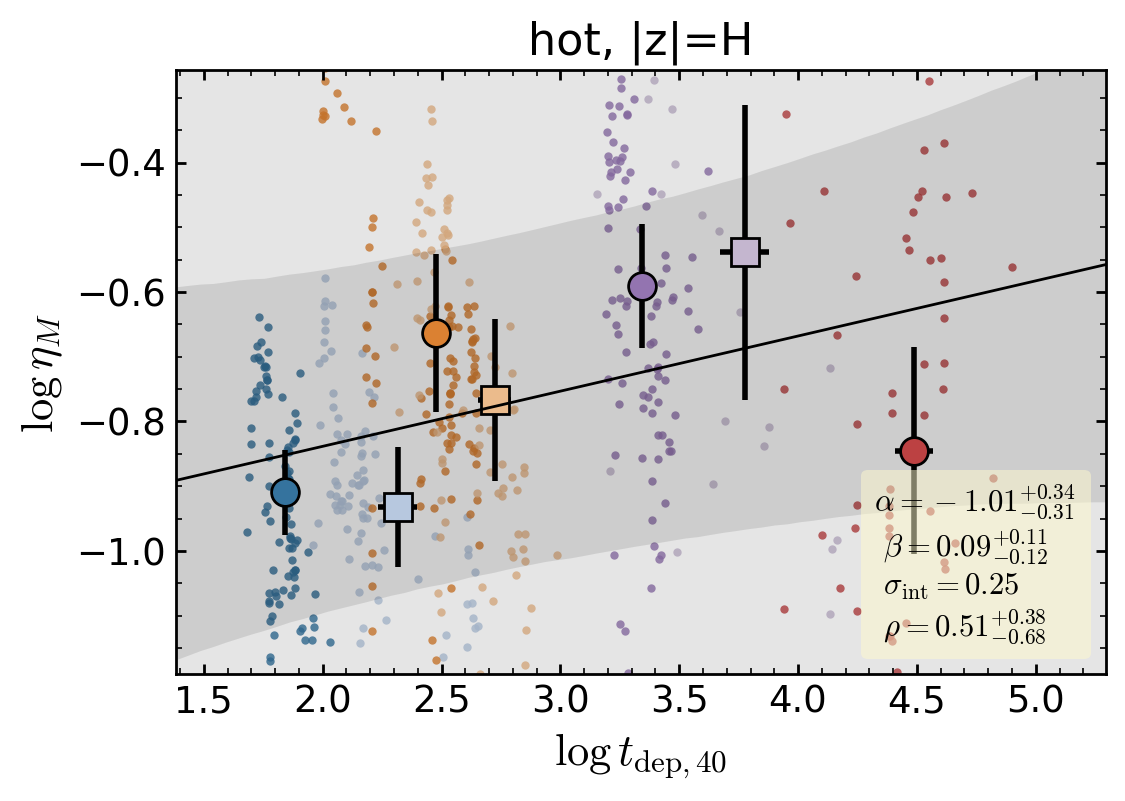 hot, |z|=H
log η_M
−0.4
−0.6
−0.8
−1.0
α = −1.01^{+0.34}_{−0.31}
β = 0.09^{+0.11}_{−0.12}
σ_int = 0.25
ρ = 0.51^{+0.38}_{−0.68}
1.5 2.0 2.5 3.0 3.5 4.0 4.5 5.0
log t_{dep, 40}